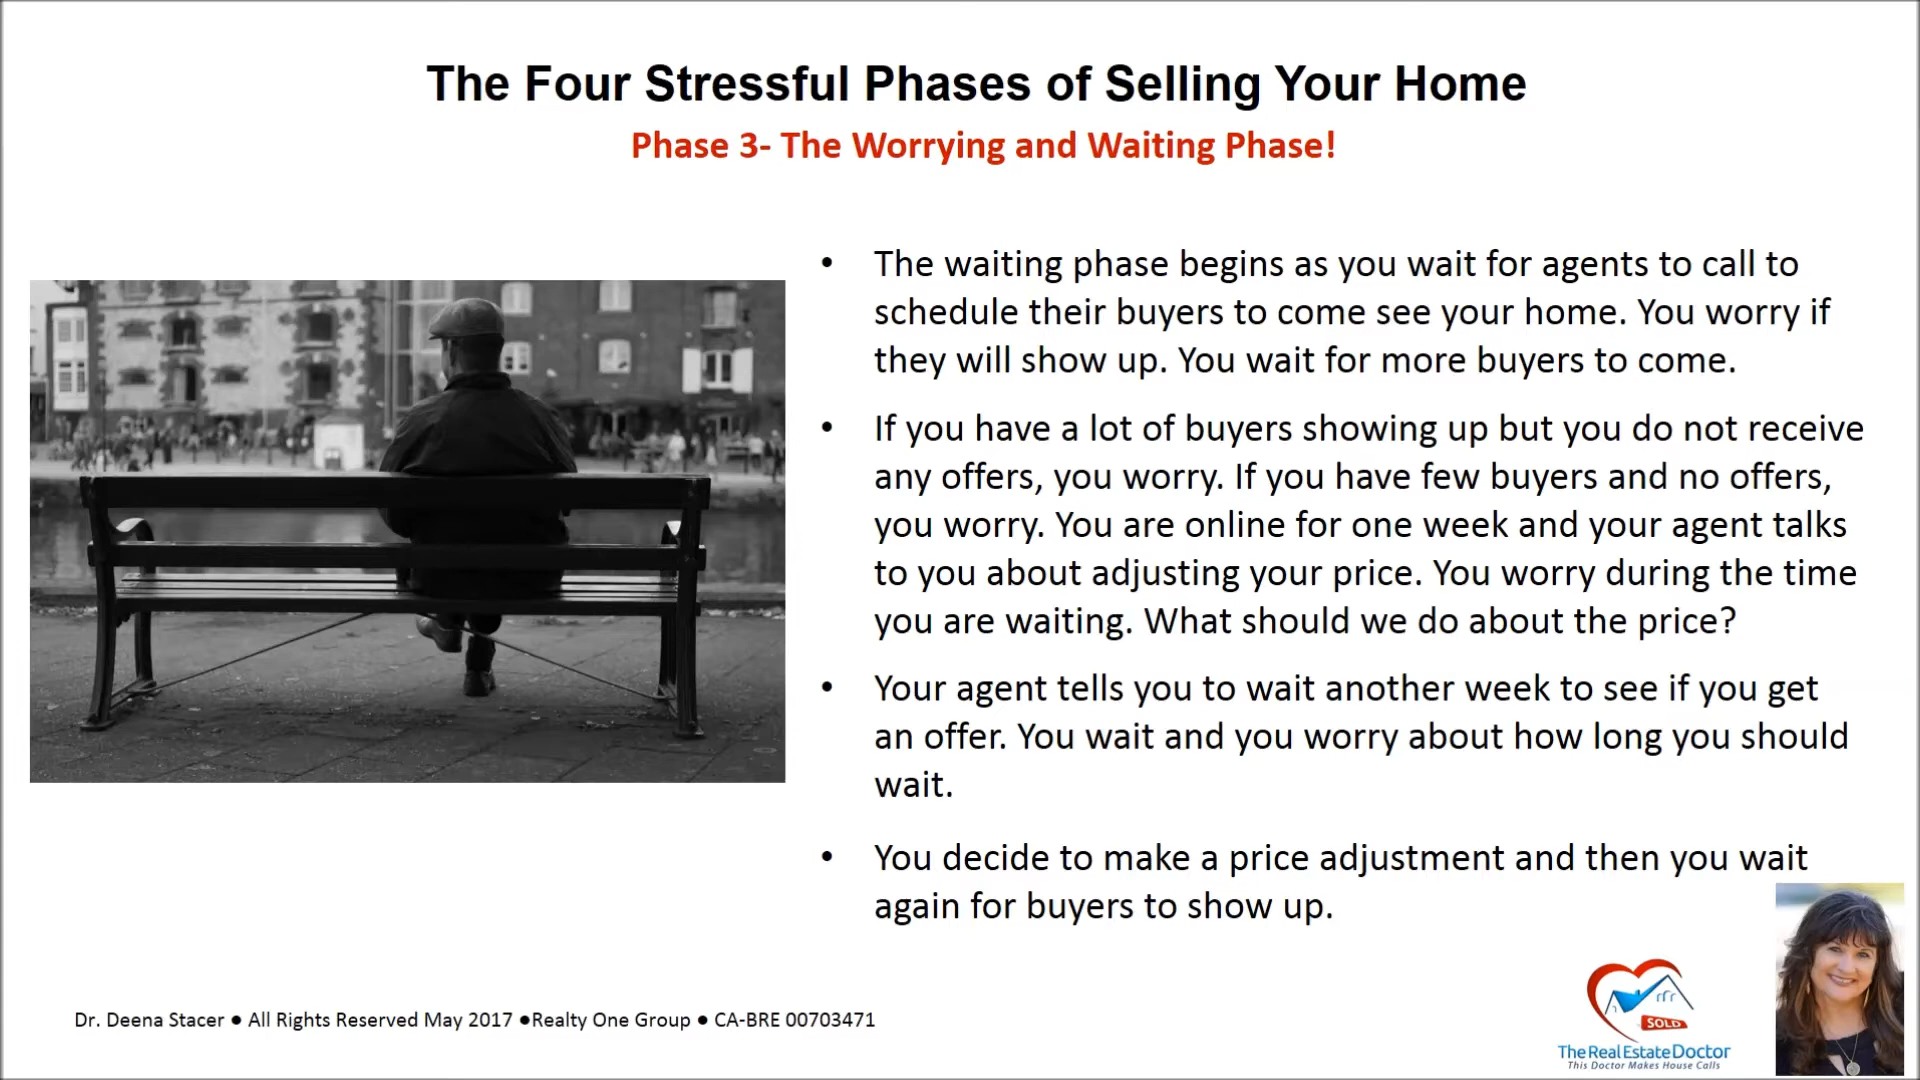 The Four Stressful Phases of Selling Your Home
Phase 3- The Worrying and Waiting Phase!
• The waiting phase begins as you wait for agents to call to
schedule their buyers to come see your home. You worry if
they will show up. You wait for more buyers to come.
• If you have a lot of buyers showing up but you do not receive
any offers, you worry. If you have few buyers and no offers,
you worry. You are online for one week and your agent talks
to you about adjusting your price. You worry during the time
you are waiting. What should we do about the price?
• Your agent tells you to wait another week to see if you get
an offer. You wait and you worry about how long you should
wait.
• You decide to make a price adjustment and then you wait
again for buyers to show up.
Dr. Deena Stacer ● All Rights Reserved May 2017 ●Realty One Group ● CA-BRE 00703471
SOLD
The Real Estate Doctor
This Doctor Makes House Calls